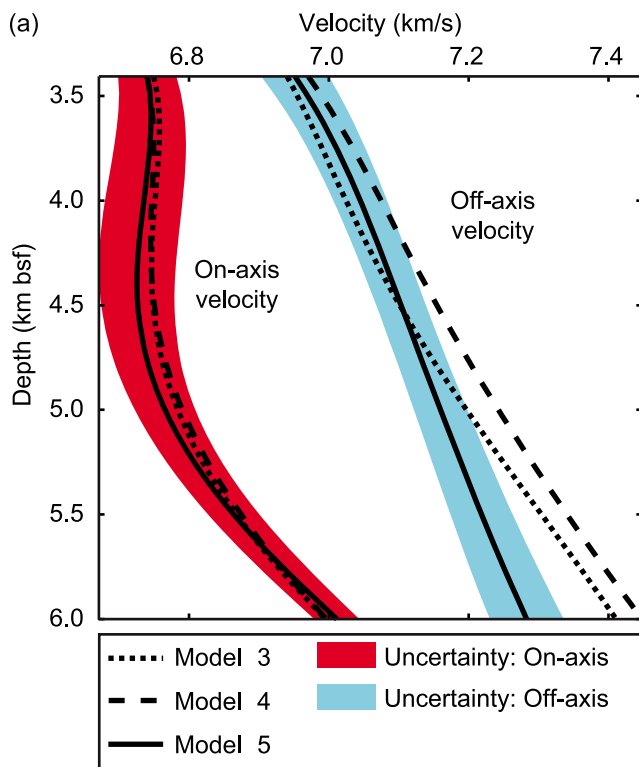 (a)
Velocity (km/s)
6.8 7.0 7.2 7.4
Depth (km bsf)
3.5
4.0
4.5
5.0
5.5
6.0
On-axis
velocity
Off-axis
velocity
Model 3
Model 4
Model 5
Uncertainty: On-axis
Uncertainty: Off-axis